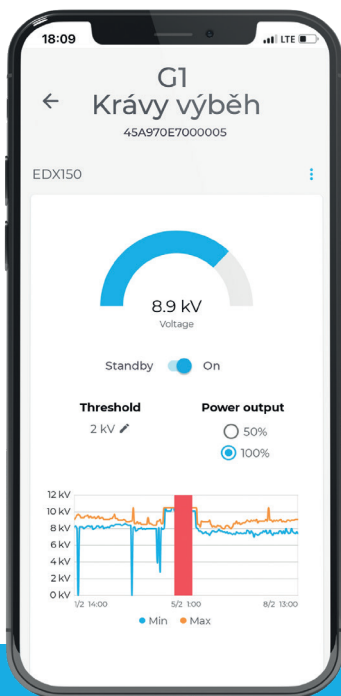 18:09
LTE
G1
Krávy výběh
45A970E7000005
EDX150
8.9 kV
Voltage
Standby On
Threshold Power output
2 kV 50%
100%
12 kV
10 kV
8 kV
6 kV
4 kV
2 kV
0 kV
1/2 14:00 5/2 1:00 8/2 13:00
Min Max